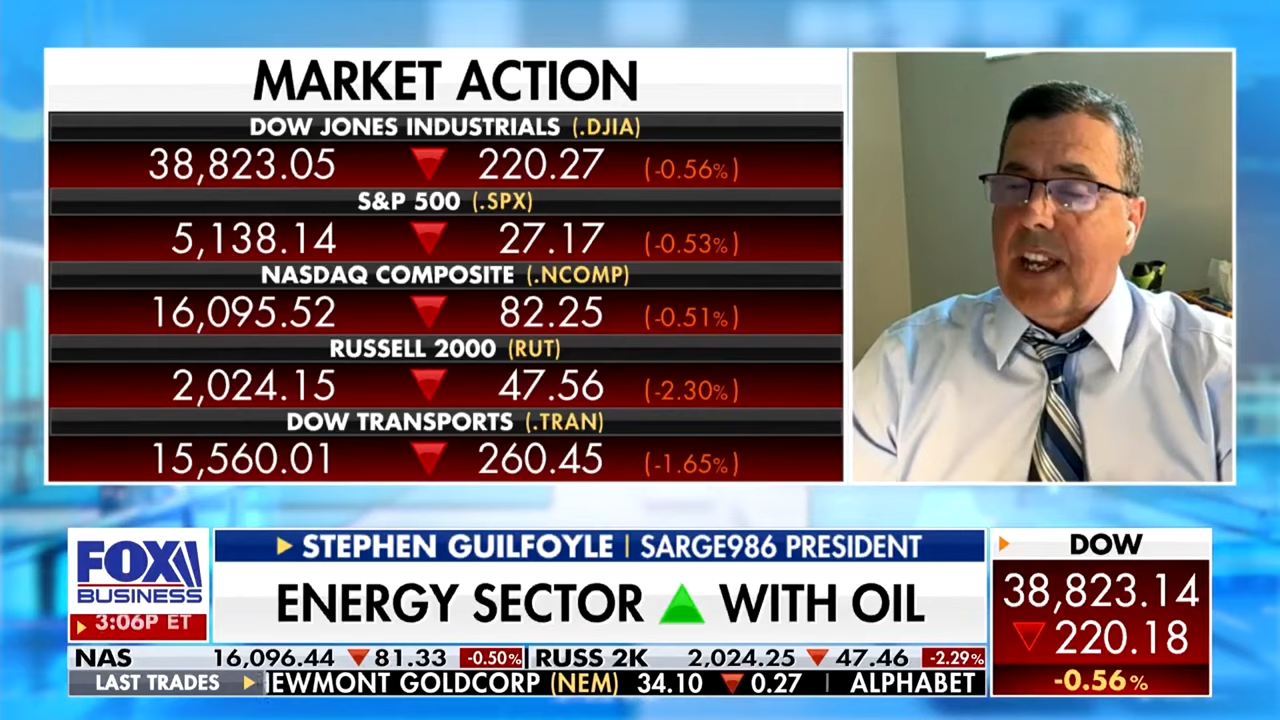 MARKET ACTION
DOW JONES INDUSTRIALS (.DJIA)
38,823.05 ▼ 220.27 (-0.56%)
S&P 500 (.SPX)
5,138.14 ▼ 27.17 (-0.53%)
NASDAQ COMPOSITE (.NCOMP)
16,095.52 ▼ 82.25 (-0.51%)
RUSSELL 2000 (RUT)
2,024.15 ▼ 47.56 (-2.30%)
DOW TRANSPORTS (.TRAN)
15,560.01 ▼ 260.45 (-1.65%)
FOX BUSINESS
3:06P ET
STEPHEN GUILFOYLE | SARGE986 PRESIDENT
ENERGY SECTOR ▲ WITH OIL
DOW
38,823.14
▼ 220.18
-0.56%
NAS 16,096.44 ▼ 81.33 -0.50% RUSS 2K 2,024.25 ▼ 47.46 -2.29%
LAST TRADES EWMONT GOLDCORP (NEM) 34.10 ▼ 0.27 | ALPHABET